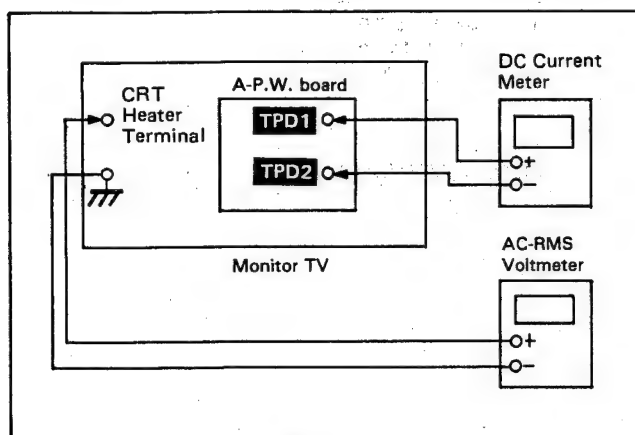 DC Current
Meter
A-P.W. board
CRT
Heater
Terminal
TPD1
TPD2
+
−
Monitor TV
AC-RMS
Voltmeter
+
−